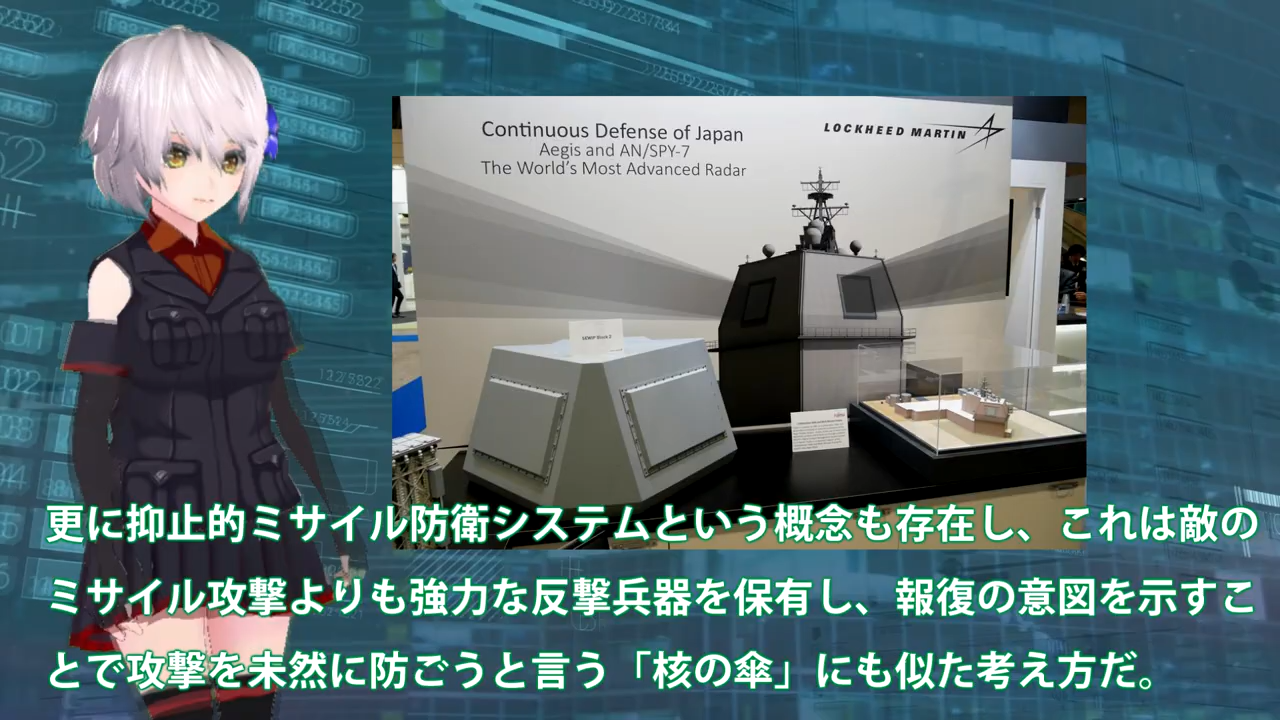 Continuous Defense of Japan
Aegis and AN/SPY-7
The World's Most Advanced Radar
LOCKHEED MARTIN
更に抑止的ミサイル防衛システムという概念も存在し、これは敵の
ミサイル攻撃よりも強力な反撃兵器を保有し、報復の意図を示すこ
とで攻撃を未然に防ごうと言う「核の傘」にも似た考え方だ。